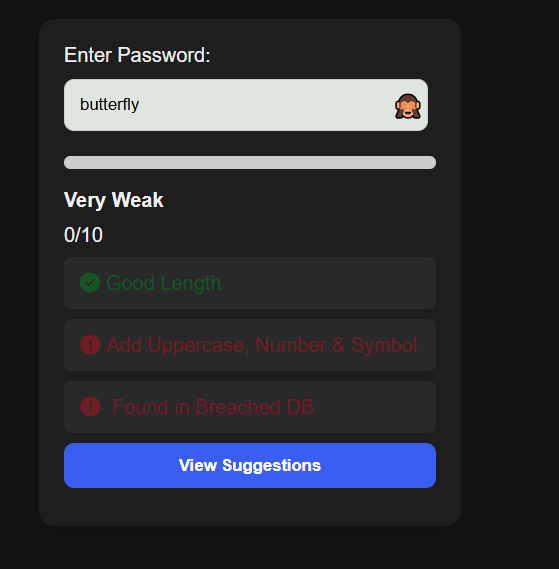 Enter Password:
butterfly
Very Weak
0/10
Good Length
Add Uppercase, Number & Symbol
Found in Breached DB
View Suggestions